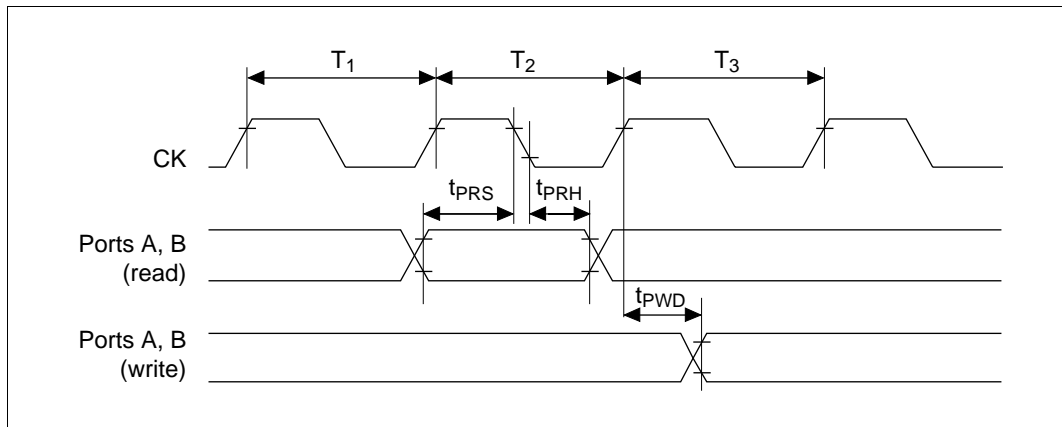 T1 T2 T3
CK
tPRS tPRH
Ports A, B
(read)
tPWD
Ports A, B
(write)